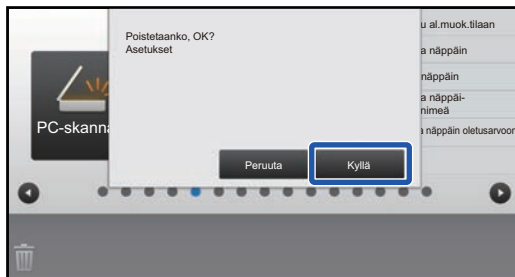 Poistetaanko, OK?
Asetukset
Peruuta
Kyllä
PC-skanna
u al.muok.tilaan
a näppäin
näppäin
a näppäi-
nimeä
näppäin oletusarvoon